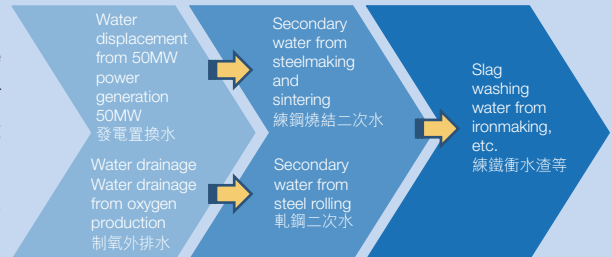 Water
displacement
from 50MW
power
generation
50MW
發電置換水
Water drainage
Water drainage
from oxygen
production
制氧外排水
Secondary
water from
steelmaking
and
sintering
練鋼燒結二次水
Secondary
water from
steel rolling
軋鋼二次水
Slag
washing
water from
ironmaking,
etc.
練鐵衝水渣等